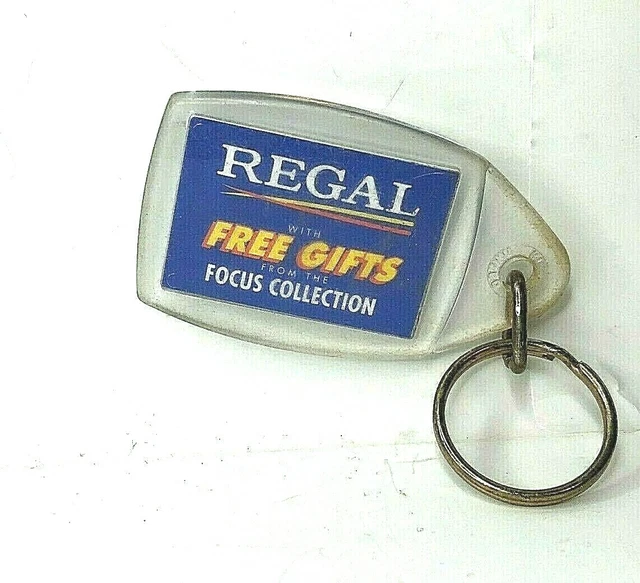 REGAL
WITH
FREE GIFTS
FROM THE
FOCUS COLLECTION